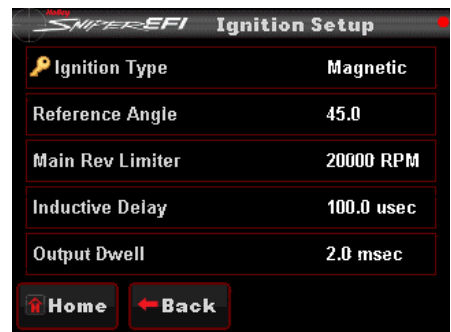 Holley
SNIPER EFI Ignition Setup
Ignition Type Magnetic
Reference Angle 45.0
Main Rev Limiter 20000 RPM
Inductive Delay 100.0 usec
Output Dwell 2.0 msec
Home Back